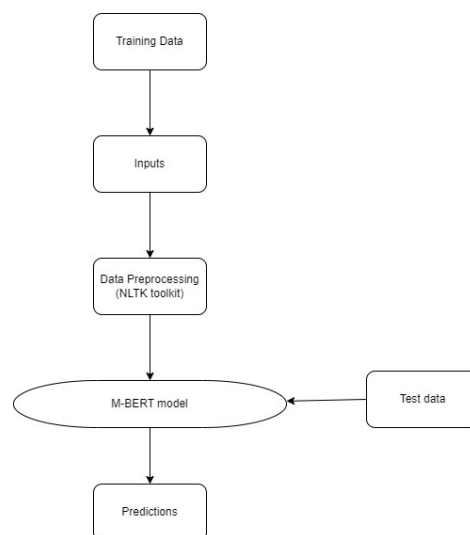 Training Data
Inputs
Data Preprocessing
(NLTK toolkit)
M-BERT model
Test data
Predictions